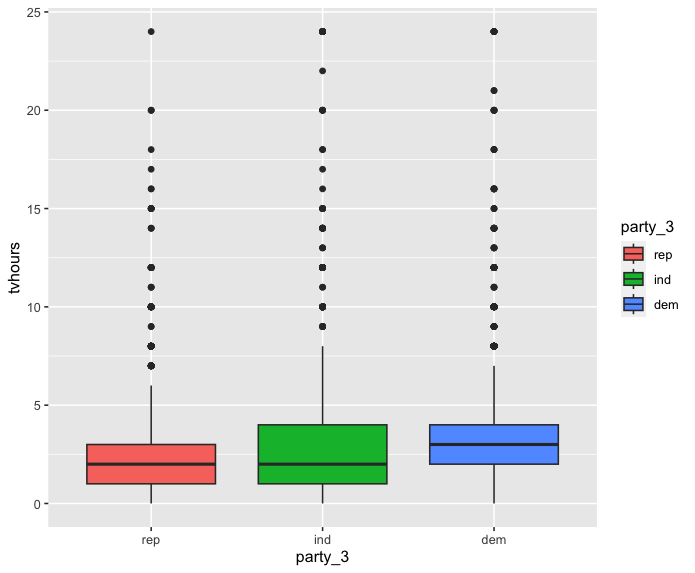 25
20
15
10
5
0
tvhours
rep ind dem
party_3
party_3
rep
ind
dem